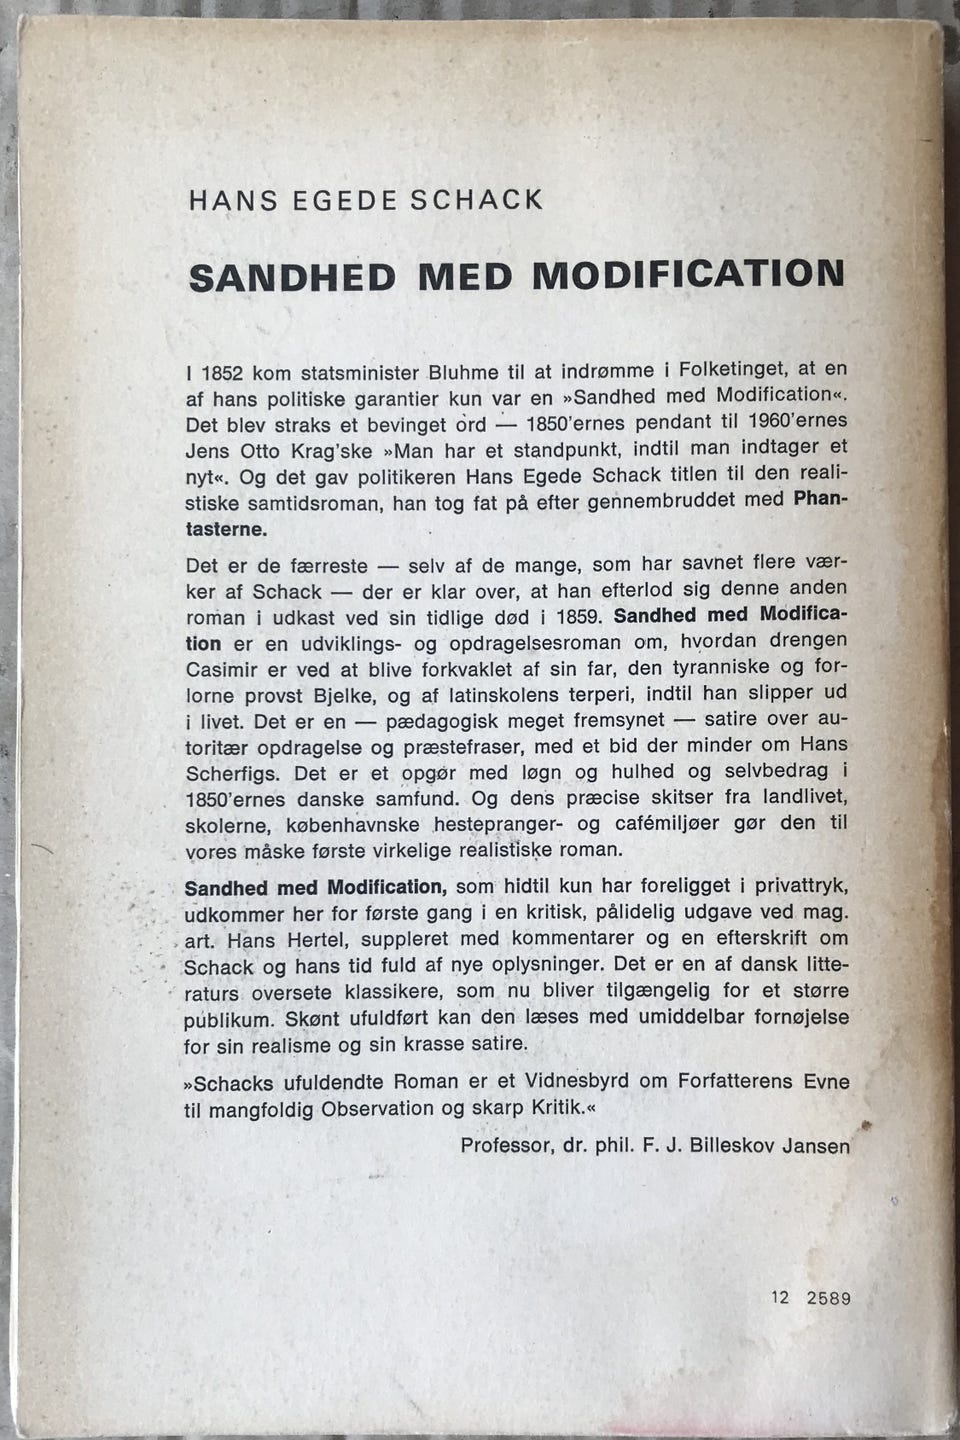 HANS EGEDE SCHACK
SANDHED MED MODIFICATION
I 1852 kom statsminister Bluhme til at indrømme i Folketinget, at en
af hans politiske garantier kun var en »Sandhed med Modification«.
Det blev straks et bevinget ord — 1850'ernes pendant til 1960'ernes
Jens Otto Krag'ske »Man har et standpunkt, indtil man indtager et
nyt«. Og det gav politikeren Hans Egede Schack titlen til den reali-
stiske samtidsroman, han tog fat på efter gennembruddet med Phan-
tasterne.
Det er de færreste — selv af de mange, som har savnet flere vær-
ker af Schack — der er klar over, at han efterlod sig denne anden
roman i udkast ved sin tidlige død i 1859. Sandhed med Modifica-
tion er en udviklings- og opdragelsesroman om, hvordan drengen
Casimir er ved at blive forkvaklet af sin far, den tyranniske og for-
lorne provst Bjelke, og af latinskolens terperi, indtil han slipper ud
i livet. Det er en — pædagogisk meget fremsynet — satire over au-
toritær opdragelse og præstefraser, med et bid der minder om Hans
Scherfigs. Det er et opgør med løgn og hulhed og selvbedrag i
1850'ernes danske samfund. Og dens præcise skitser fra landlivet,
skolerne, københavnske hestepranger- og cafémiljøer gør den til
vores måske første virkelige realistiske roman.
Sandhed med Modification, som hidtil kun har foreligget i privattryk,
udkommer her for første gang i en kritisk, pålidelig udgave ved mag.
art. Hans Hertel, suppleret med kommentarer og en efterskrift om
Schack og hans tid fuld af nye oplysninger. Det er en af dansk litte-
raturs oversete klassikere, som nu bliver tilgængelig for et større
publikum. Skønt ufuldført kan den læses med umiddelbar fornøjelse
for sin realisme og sin krasse satire.
»Schacks ufuldendte Roman er et Vidnesbyrd om Forfatterens Evne
til mangfoldig Observation og skarp Kritik.«
Professor, dr. phil. F. J. Billeskov Jansen
12 2589